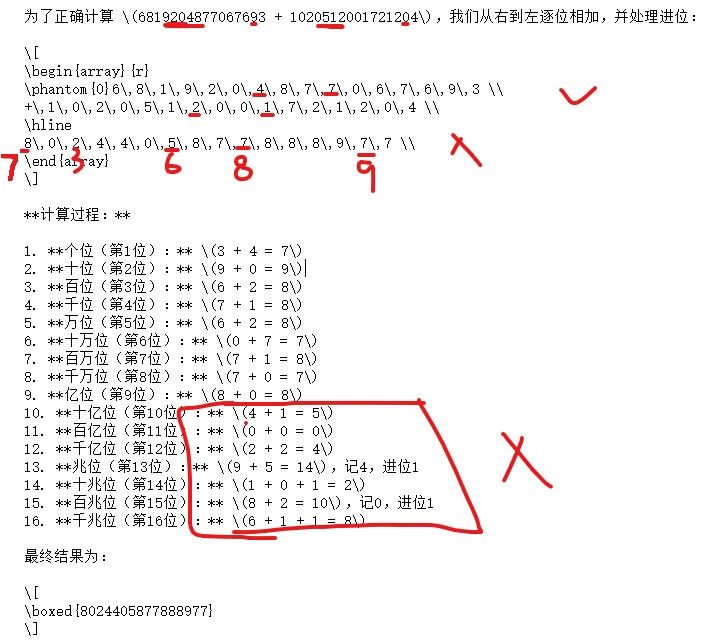 为了正确计算 \(6819204877067693 + 1020512001721204\)，我们从右到左逐位相加，并处理进位：
\[
\begin{array}{r}
\phantom{0}6\,8\,1\,9\,2\,0\,4\,8\,7\,7\,0\,6\,7\,6\,9\,3 \\
+\,1\,0\,2\,0\,5\,1\,2\,0\,0\,1\,7\,2\,1\,2\,0\,4 \\
\hline
8\,0\,2\,4\,4\,0\,5\,8\,7\,7\,8\,8\,8\,9\,7\,7 \\
7 3 6 8 9
\end{array}
\]
**计算过程：**
1. **个位（第1位）：** \(3 + 4 = 7\)
2. **十位（第2位）：** \(9 + 0 = 9\)
3. **百位（第3位）：** \(6 + 2 = 8\)
4. **千位（第4位）：** \(7 + 1 = 8\)
5. **万位（第5位）：** \(6 + 2 = 8\)
6. **十万位（第6位）：** \(0 + 7 = 7\)
7. **百万位（第7位）：** \(7 + 1 = 8\)
8. **千万位（第8位）：** \(7 + 0 = 7\)
9. **亿位（第9位）：** \(8 + 0 = 8\)
10. **十亿位（第10位）：** \(4 + 1 = 5\)
11. **百亿位（第11位）：** \(0 + 0 = 0\)
12. **千亿位（第12位）：** \(2 + 2 = 4\)
13. **兆位（第13位）：** \(9 + 5 = 14\)，记4，进位1
14. **十兆位（第14位）：** \(1 + 0 + 1 = 2\)
15. **百兆位（第15位）：** \(8 + 2 = 10\)，记0，进位1
16. **千兆位（第16位）：** \(6 + 1 + 1 = 8\)
最终结果为：
\[
\boxed{8024405877888977}
\]